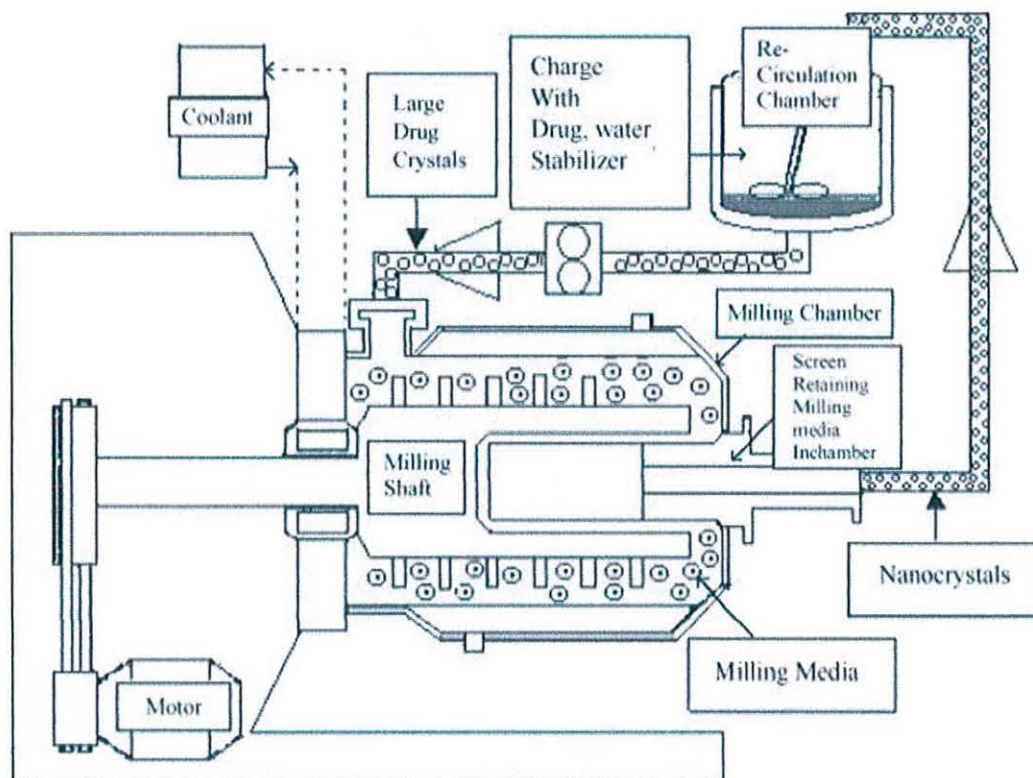 Coolant
Large
Drug
Crystals
Charge
With
Drug, water
Stabilizer
Re-
Circulation
Chamber
Milling Chamber
Screen
Retaining
Milling
media
Inchamber
Milling
Shaft
Nanocrystals
Milling Media
Motor